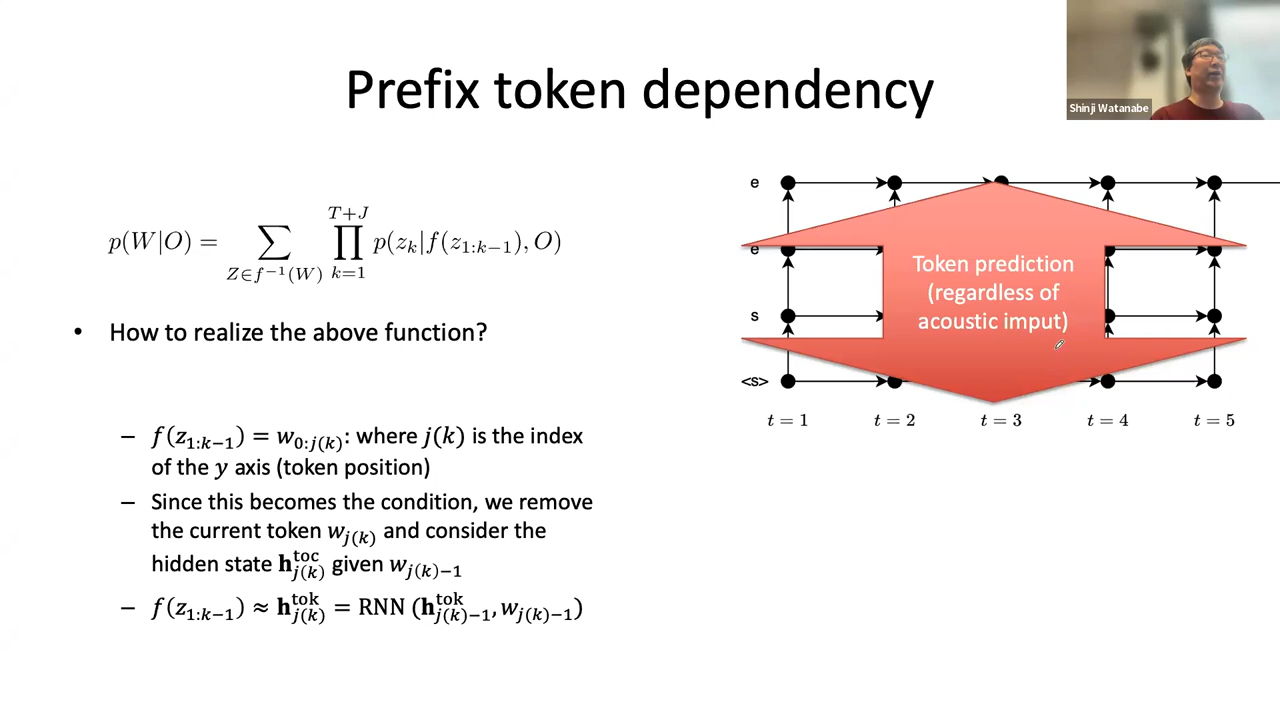 Shinji Watanabe
Prefix token dependency
p(W|O) = ∑_{Z∈f^{-1}(W)} ∏_{k=1}^{T+J} p(z_k|f(z_{1:k-1}), O)
• How to realize the above function?
– f(z_{1:k-1}) = w_{0:j(k)}: where j(k) is the index
of the y axis (token position)
– Since this becomes the condition, we remove
the current token w_{j(k)} and consider the
hidden state h^{toc}_{j(k)} given w_{j(k)-1}
– f(z_{1:k-1}) ≈ h^{tok}_{j(k)} = RNN (h^{tok}_{j(k)-1}, w_{j(k)-1})
e
e
s
<s>
Token prediction
(regardless of
acoustic imput)
t = 1 t = 2 t = 3 t = 4 t = 5